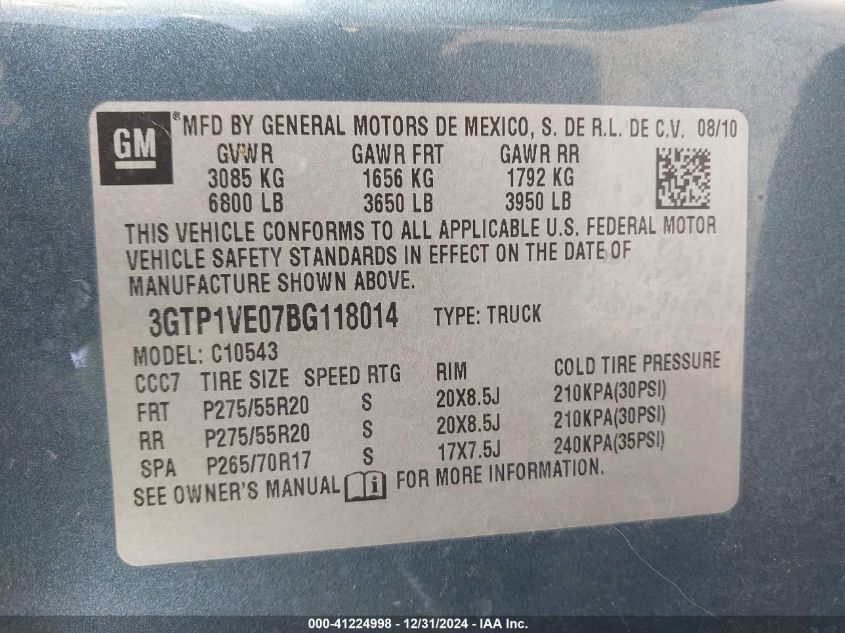 GM ® MFD BY GENERAL MOTORS DE MEXICO, S. DE R.L. DE C.V. 08/10
GVWR GAWR FRT GAWR RR
3085 KG 1656 KG 1792 KG
6800 LB 3650 LB 3950 LB
THIS VEHICLE CONFORMS TO ALL APPLICABLE U.S. FEDERAL MOTOR
VEHICLE SAFETY STANDARDS IN EFFECT ON THE DATE OF
MANUFACTURE SHOWN ABOVE.
3GTP1VE07BG118014 TYPE: TRUCK
MODEL: C10543
CCC7 TIRE SIZE SPEED RTG RIM COLD TIRE PRESSURE
FRT P275/55R20 S 20X8.5J 210KPA(30PSI)
RR P275/55R20 S 20X8.5J 210KPA(30PSI)
SPA P265/70R17 S 17X7.5J 240KPA(35PSI)
SEE OWNER'S MANUAL i FOR MORE INFORMATION.
000-41224998 - 12/31/2024 - IAA Inc.